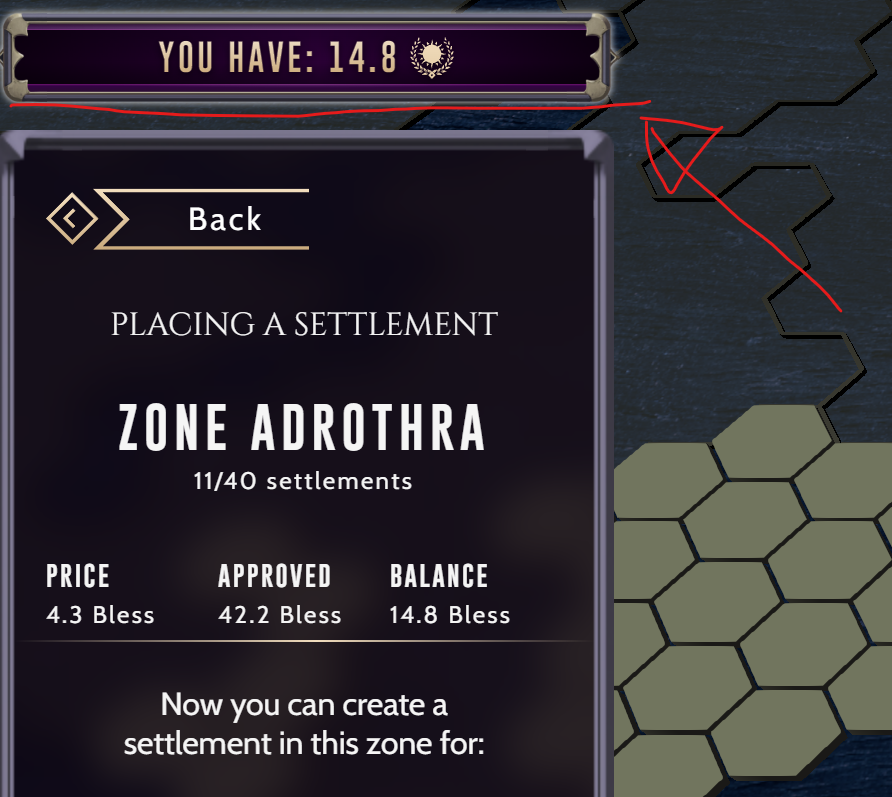 YOU HAVE: 14.8
Back
PLACING A SETTLEMENT
ZONE ADROTHRA
11/40 settlements
PRICE APPROVED BALANCE
4.3 Bless 42.2 Bless 14.8 Bless
Now you can create a
settlement in this zone for: